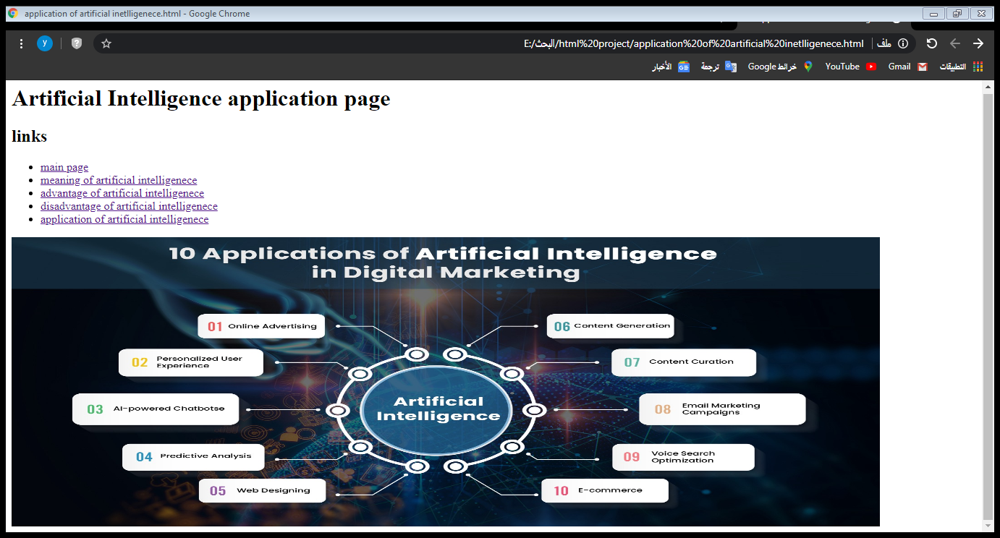 application of artificial inetlligenece.html - Google Chrome
y
E:/البحث/html%20project/application%20of%20artificial%20inetlligenece.html
ملف
التطبيقات
Gmail
YouTube
خرائط Google
ترجمة
الأخبار
Artificial Intelligence application page
links
main page
meaning of artificial intelligenece
advantage of artificial intelligenece
disadvantage of artificial intelligenece
application of artificial intelligenece
10 Applications of Artificial Intelligence
in Digital Marketing
01 Online Advertising
02 Personalized User
Experience
03 AI-powered Chatbotse
04 Predictive Analysis
05 Web Designing
Artificial
Intelligence
06 Content Generation
07 Content Curation
08 Email Marketing
Campaigns
09 Voice Search
Optimization
10 E-commerce